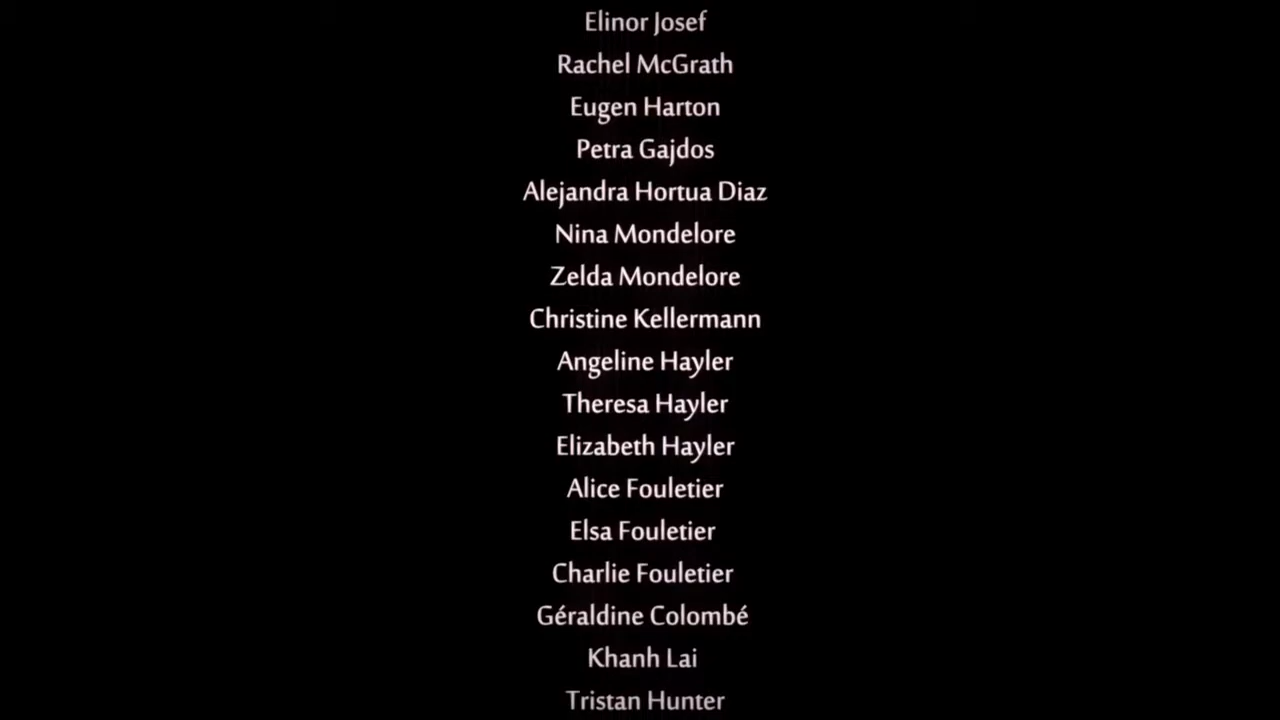 Elinor Josef
Rachel McGrath
Eugen Harton
Petra Gajdos
Alejandra Hortua Diaz
Nina Mondelore
Zelda Mondelore
Christine Kellermann
Angeline Hayler
Theresa Hayler
Elizabeth Hayler
Alice Fouletier
Elsa Fouletier
Charlie Fouletier
Géraldine Colombé
Khanh Lai
Tristan Hunter